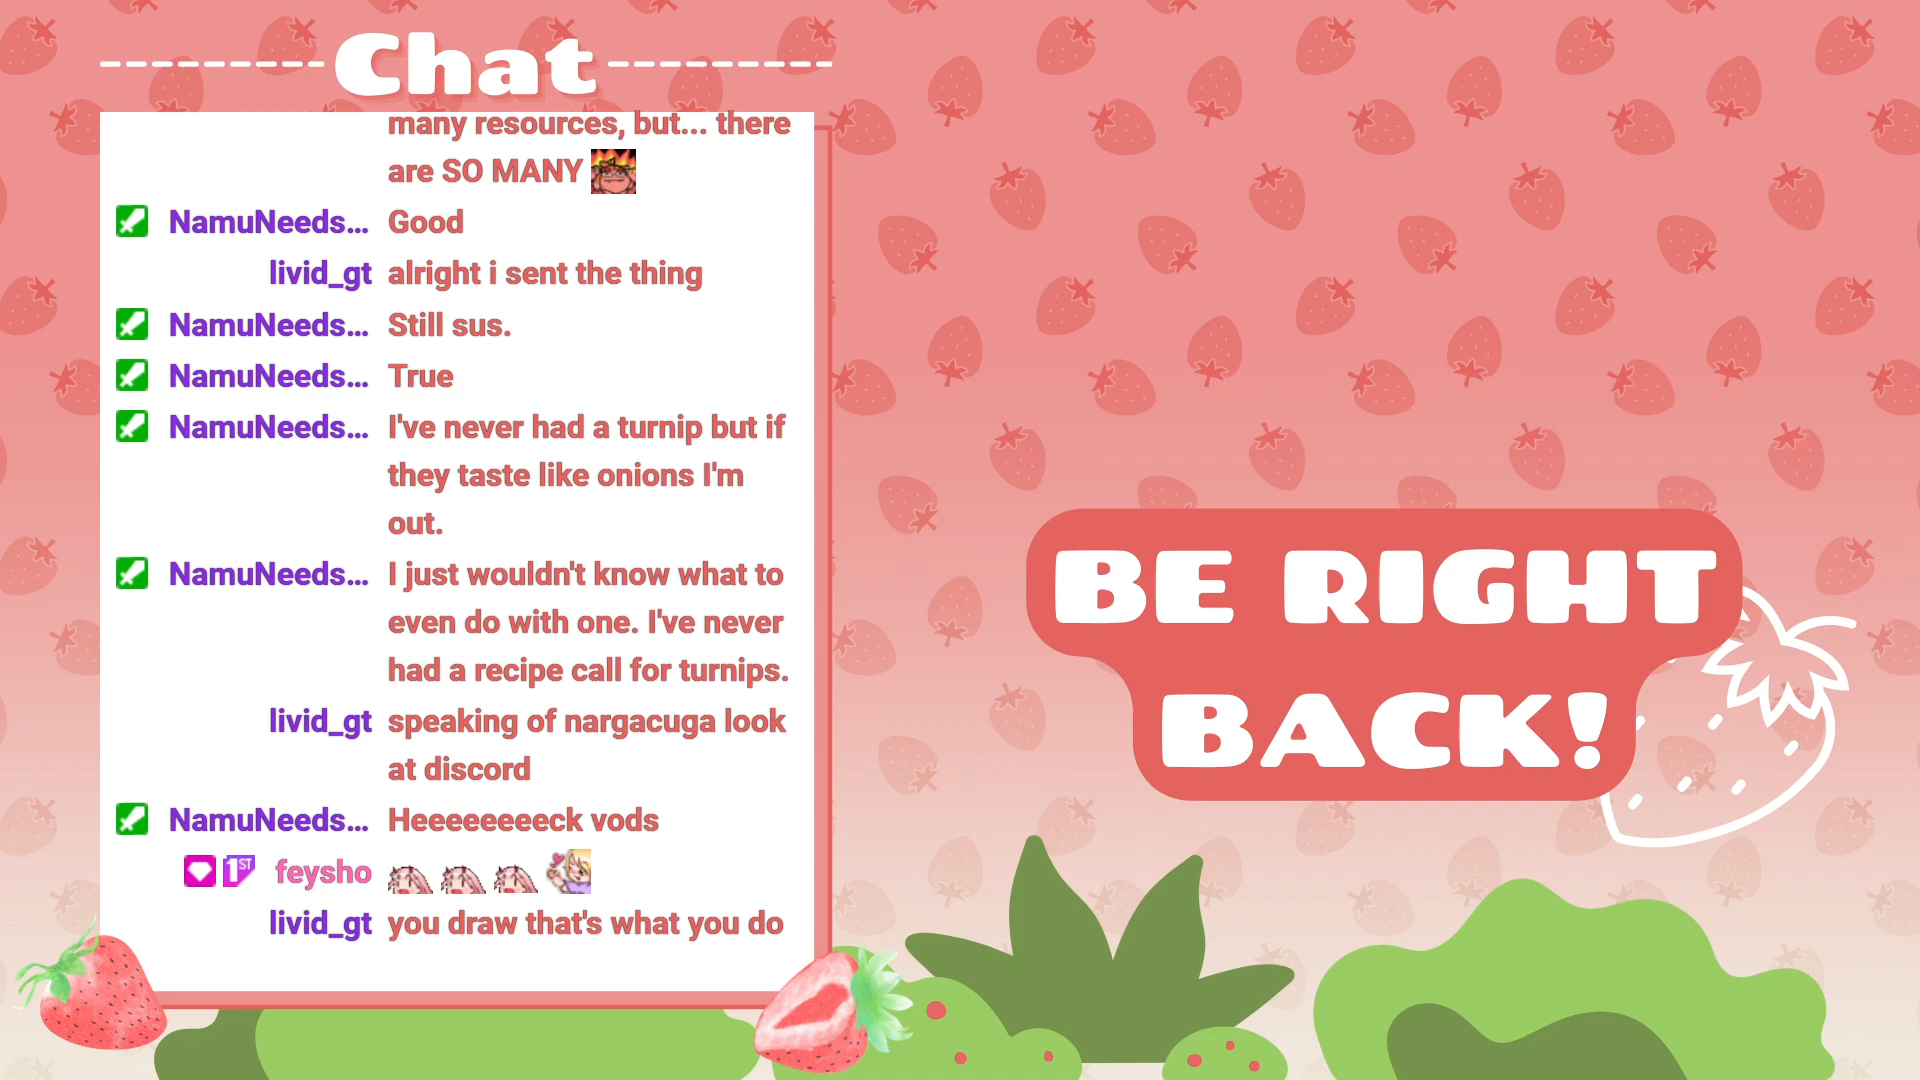 Chat
many resources, but... there
are SO MANY
NamuNeeds... Good
livid_gt alright i sent the thing
NamuNeeds... Still sus.
NamuNeeds... True
NamuNeeds... I've never had a turnip but if
they taste like onions I'm
out.
NamuNeeds... I just wouldn't know what to
even do with one. I've never
had a recipe call for turnips.
livid_gt speaking of nargacuga look
at discord
NamuNeeds... Heeeeeeeeck vods
1ST feysho
livid_gt you draw that's what you do
BE RIGHT
BACK!